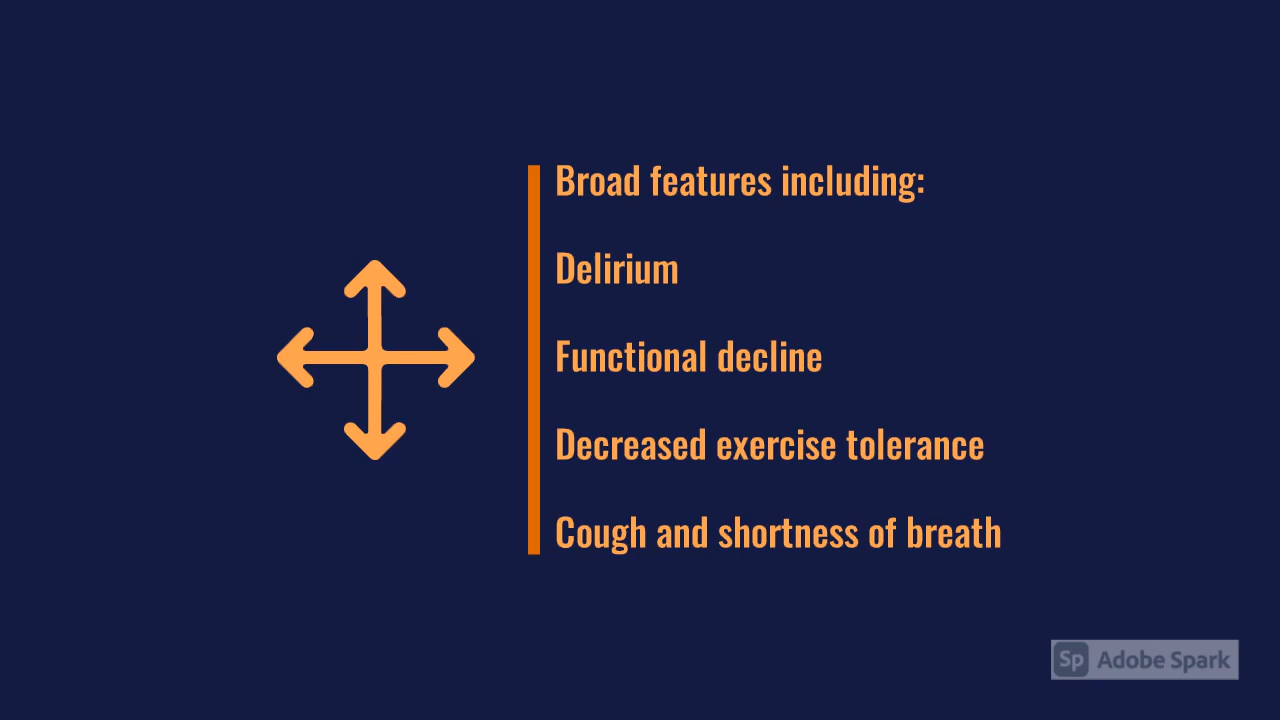 Broad features including:
Delirium
Functional decline
Decreased exercise tolerance
Cough and shortness of breath
Sp Adobe Spark